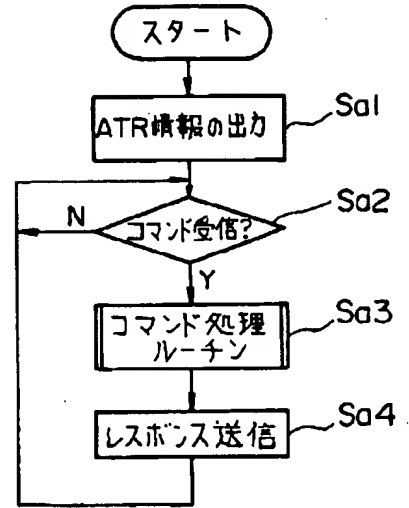 スタート
ATR情報の出力
Sa1
コマンド受信?
Sa2
N
Y
コマンド処理
ルーチン
Sa3
レスポンス送信
Sa4